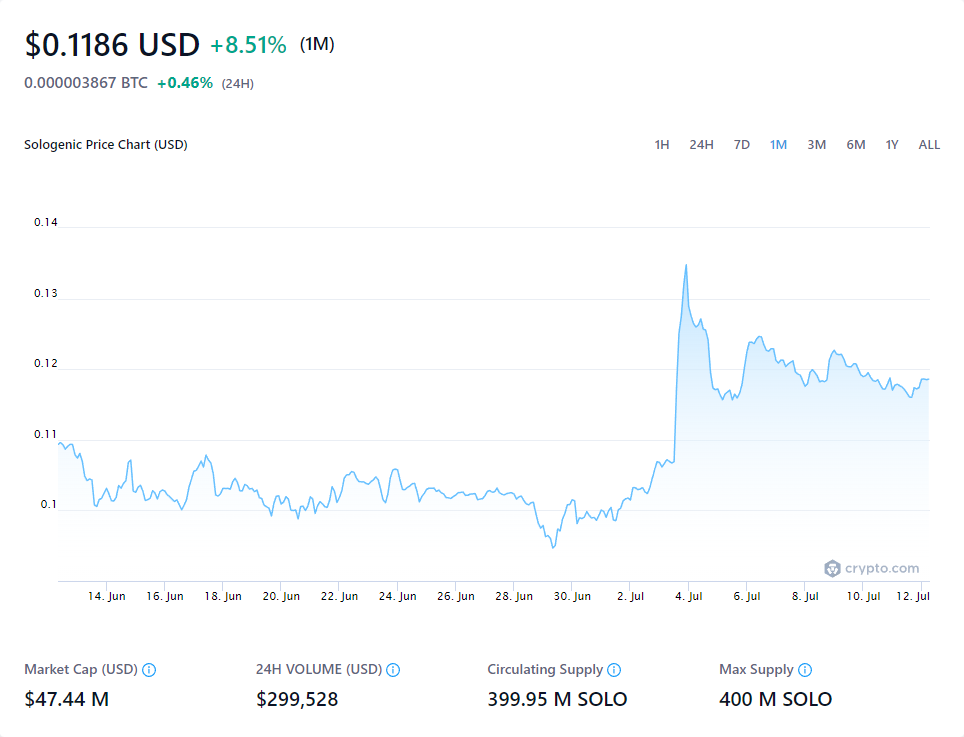 $0.1186 USD +8.51% (1M)
0.000003867 BTC +0.46% (24H)
Sologenic Price Chart (USD) 1H 24H 7D 1M 3M 6M 1Y ALL
0.14
0.13
0.12
0.11
0.1
crypto.com
14. Jun 16. Jun 18. Jun 20. Jun 22. Jun 24. Jun 26. Jun 28. Jun 30. Jun 2. Jul 4. Jul 6. Jul 8. Jul 10. Jul 12. Jul
Market Cap (USD) 24H VOLUME (USD) Circulating Supply Max Supply
$47.44 M $299,528 399.95 M SOLO 400 M SOLO